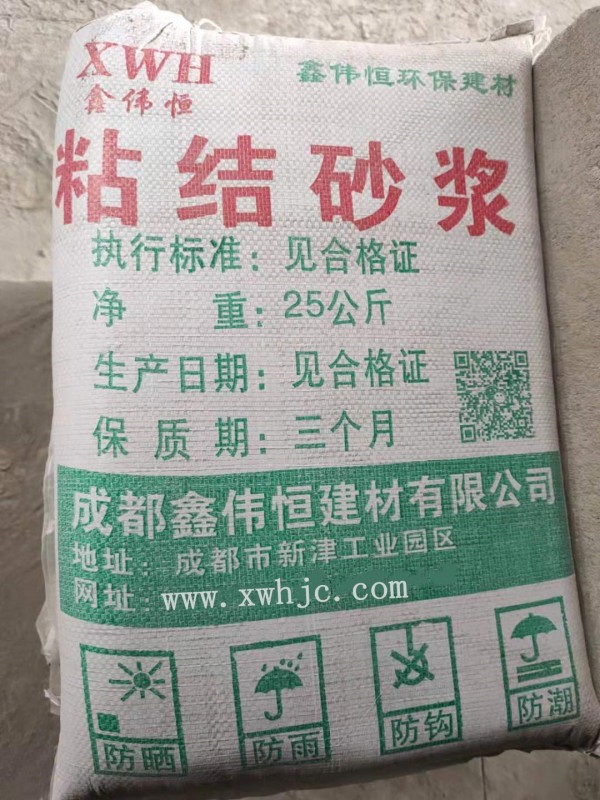 XWH
鑫伟恒
鑫伟恒环保建材
粘结砂浆
执行标准：见合格证
净 重：25公斤
生产日期：见合格证
保质期：三个月
成都鑫伟恒建材有限公司
地址：成都市新津工业园区
网址：www.xwhjc.com
防晒
防雨
防钩
防潮